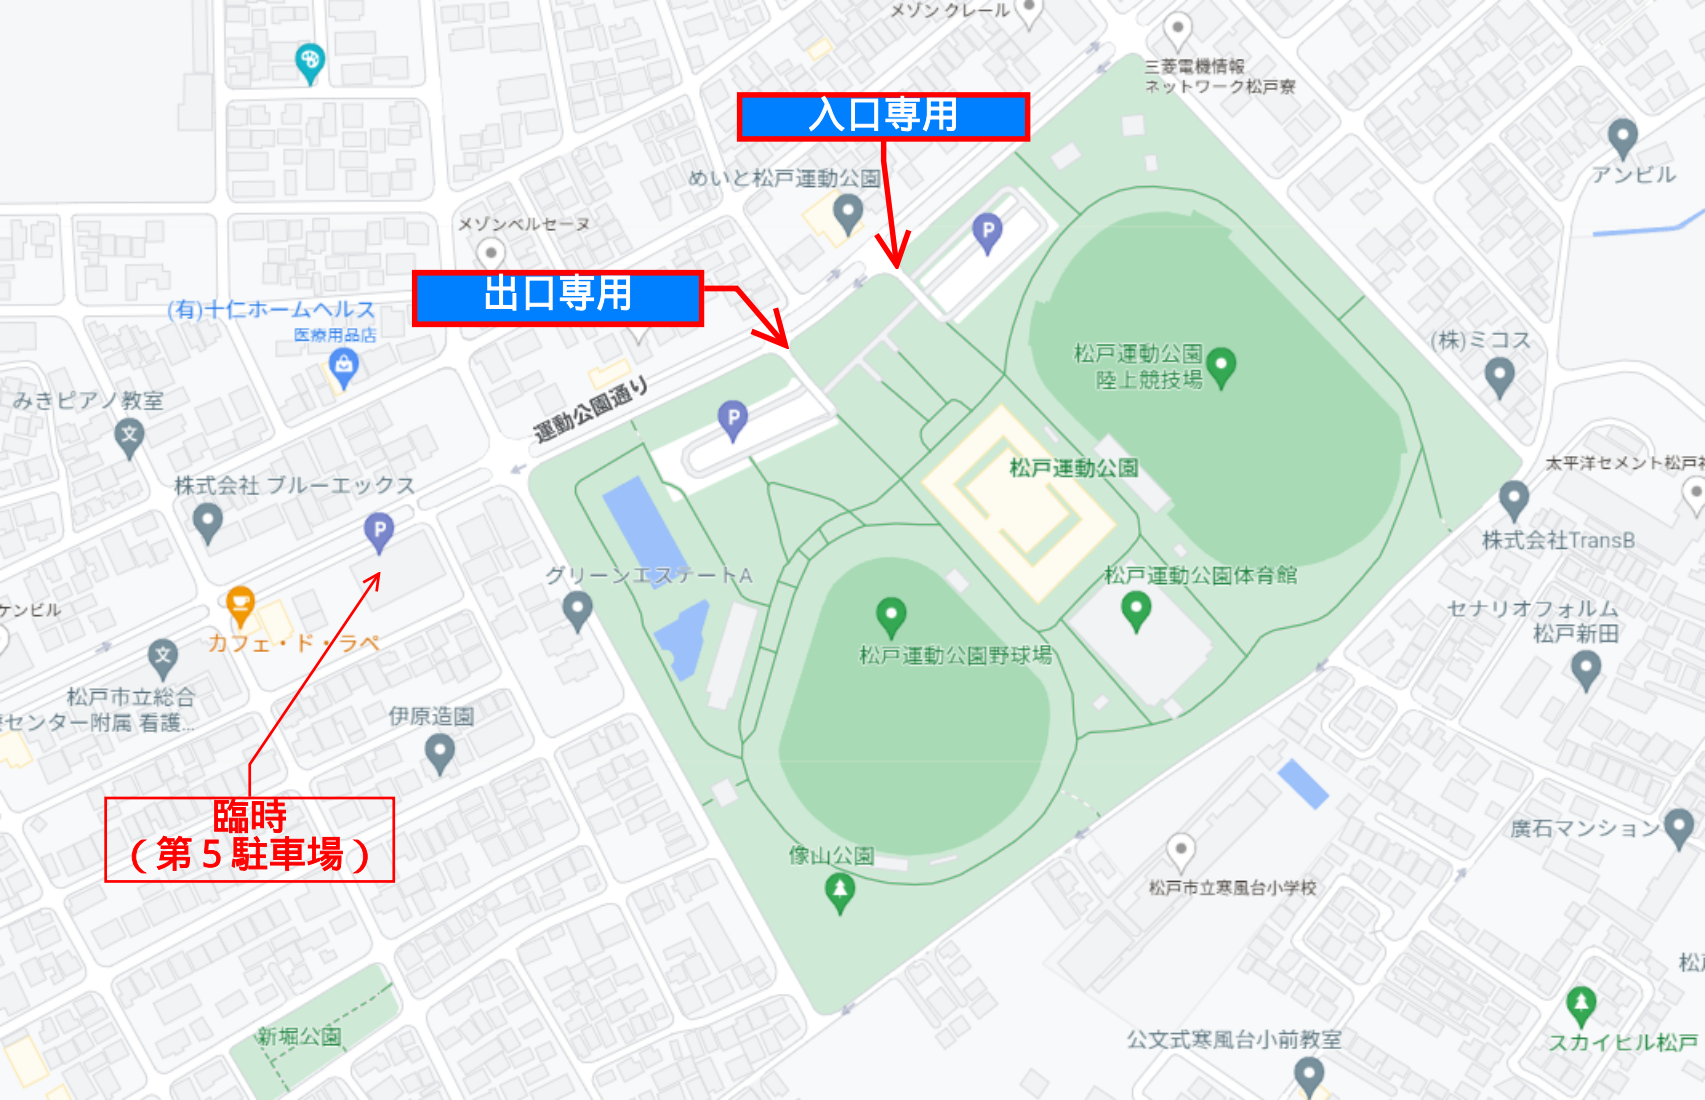 メゾン クレール
三菱電機情報
ネットワーク松戸寮
入口専用
アンビル
めいと松戸運動公園
メゾンベルセーヌ
P
出口専用
(有)十仁ホームヘルス
医療用品店
(株)ミコス
松戸運動公園
陸上競技場
みきピアノ教室
文
運動公園通り
P
松戸運動公園
太平洋セメント松戸
株式会社 ブルーエックス
P
株式会社TransB
グリーンエステートA
松戸運動公園体育館
ケンビル
カフェ・ド・ラペ
セナリオフォルム
松戸新田
文
松戸運動公園野球場
松戸市立総合
センター附属 看護...
伊原造園
臨時
（第５駐車場）
廣石マンション
像山公園
松戸市立寒風台小学校
新堀公園
公文式寒風台小前教室
スカイヒル松戸